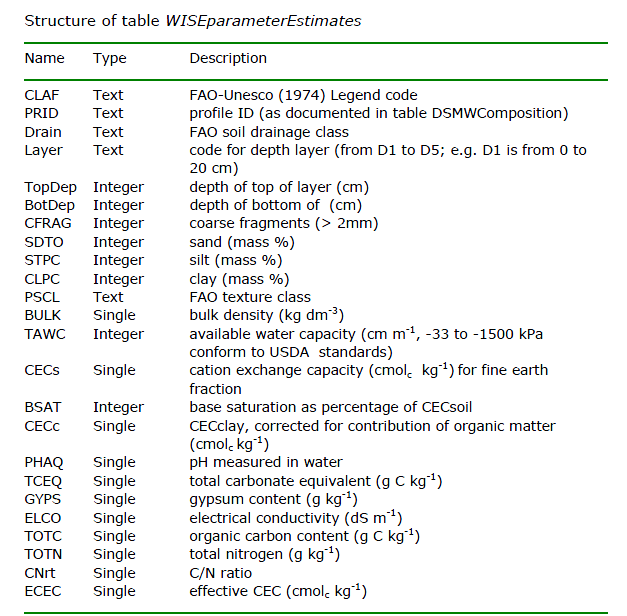 Structure of table WISEparameterEstimates
Name Type Description
CLAF Text FAO-Unesco (1974) Legend code
PRID Text profile ID (as documented in table DSMWComposition)
Drain Text FAO soil drainage class
Layer Text code for depth layer (from D1 to D5; e.g. D1 is from 0 to
20 cm)
TopDep Integer depth of top of layer (cm)
BotDep Integer depth of bottom of  (cm)
CFRAG Integer coarse fragments (> 2mm)
SDTO Integer sand (mass %)
STPC Integer silt (mass %)
CLPC Integer clay (mass %)
PSCL Text FAO texture class
BULK Single bulk density (kg dm⁻³)
TAWC Integer available water capacity (cm m⁻¹, -33 to -1500 kPa
conform to USDA  standards)
CECs Single cation exchange capacity (cmol꜀ kg⁻¹) for fine earth
fraction
BSAT Integer base saturation as percentage of CECsoil
CECc Single CECclay, corrected for contribution of organic matter
(cmol꜀ kg⁻¹)
PHAQ Single pH measured in water
TCEQ Single total carbonate equivalent (g C kg⁻¹)
GYPS Single gypsum content (g kg⁻¹)
ELCO Single electrical conductivity (dS m⁻¹)
TOTC Single organic carbon content (g C kg⁻¹)
TOTN Single total nitrogen (g kg⁻¹)
CNrt Single C/N ratio
ECEC Single effective CEC (cmol꜀ kg⁻¹)